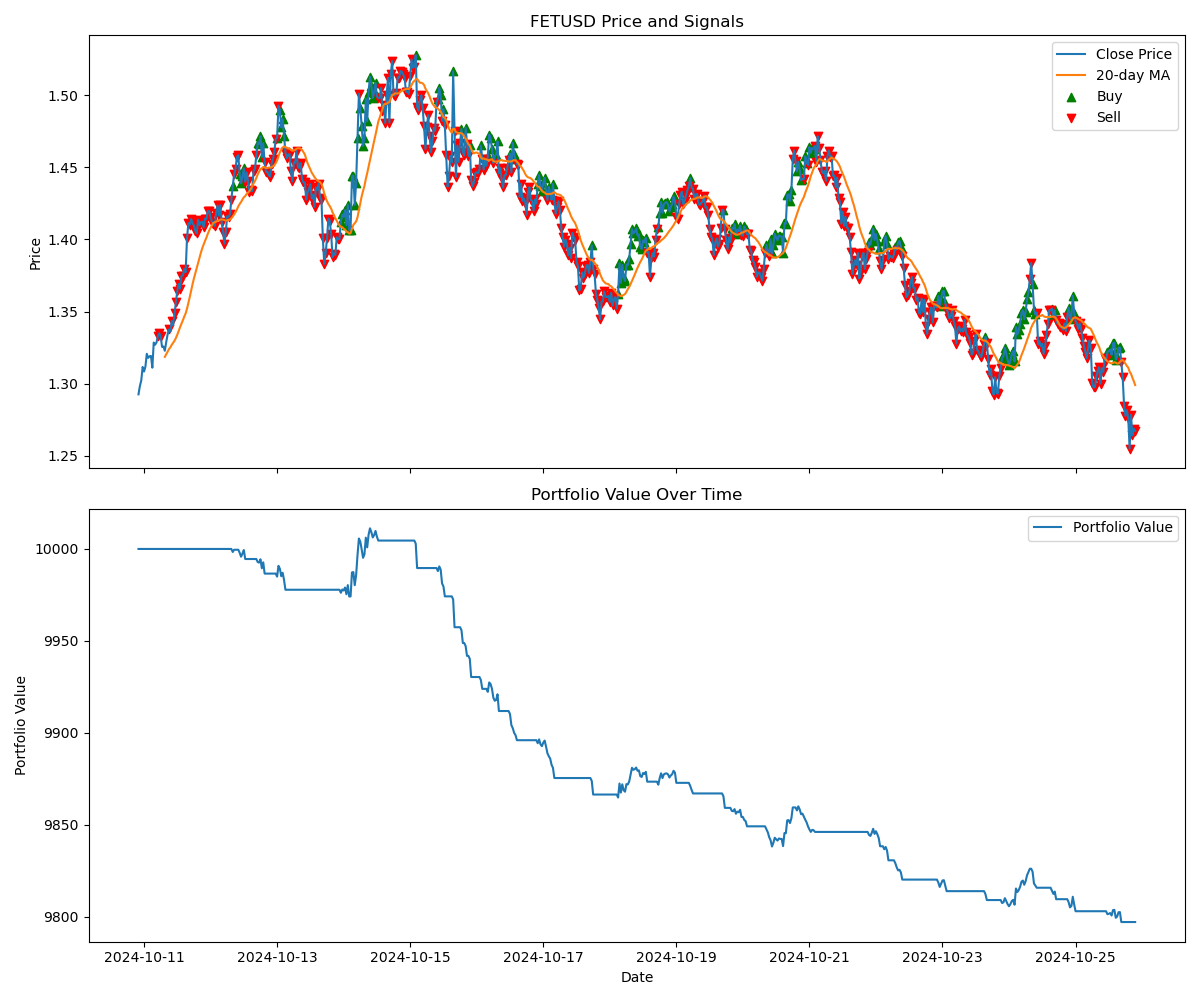 FETUSD Price and Signals
Close Price
20-day MA
Buy
Sell
Price
1.50
1.45
1.40
1.35
1.30
1.25
Portfolio Value Over Time
Portfolio Value
Portfolio Value
10000
9950
9900
9850
9800
2024-10-11
2024-10-13
2024-10-15
2024-10-17
2024-10-19
2024-10-21
2024-10-23
2024-10-25
Date